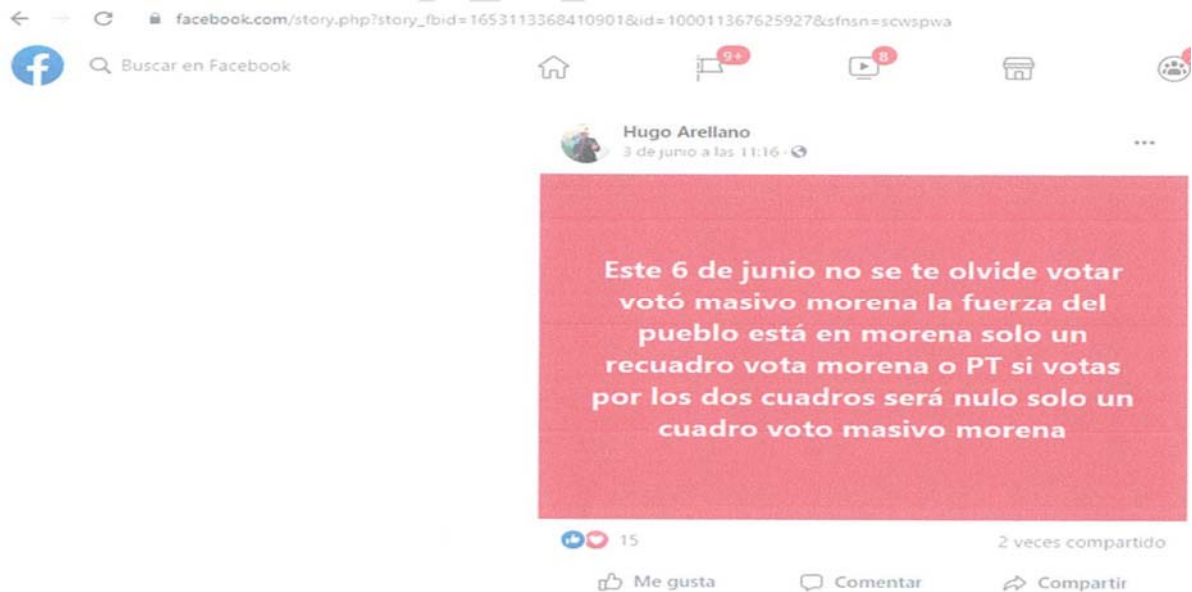 facebook.com/story.php?story_fbid=1653113368410901&id=100011367625927&sfnsn=scwspwa
Buscar en Facebook
9+
8
Hugo Arellano
3 de junio a las 11:16
Este 6 de junio no se te olvide votar
votó masivo morena la fuerza del
pueblo está en morena solo un
recuadro vota morena o PT si votas
por los dos cuadros será nulo solo un
cuadro voto masivo morena
15
2 veces compartido
Me gusta
Comentar
Compartir